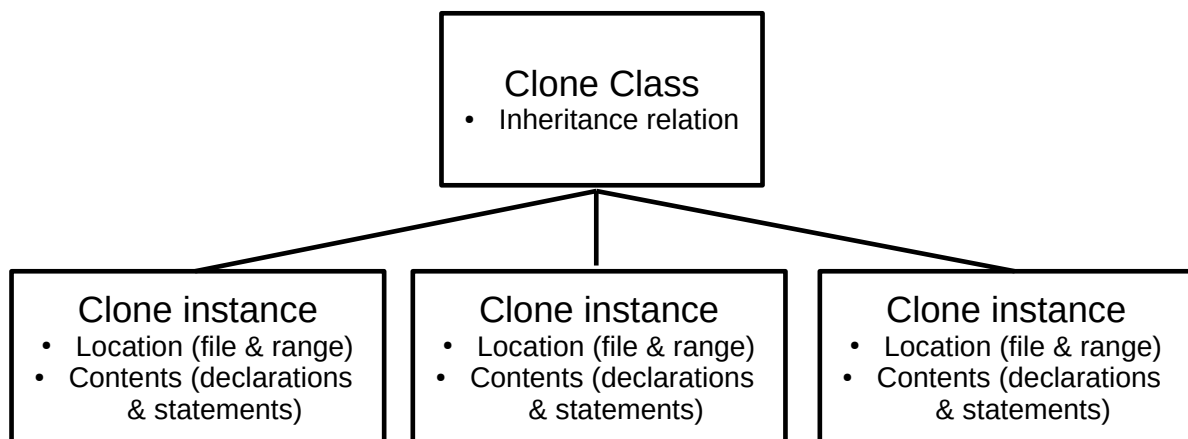 Clone Class
• Inheritance relation
Clone instance
• Location (file & range)
• Contents (declarations
& statements)
Clone instance
• Location (file & range)
• Contents (declarations
& statements)
Clone instance
• Location (file & range)
• Contents (declarations
& statements)